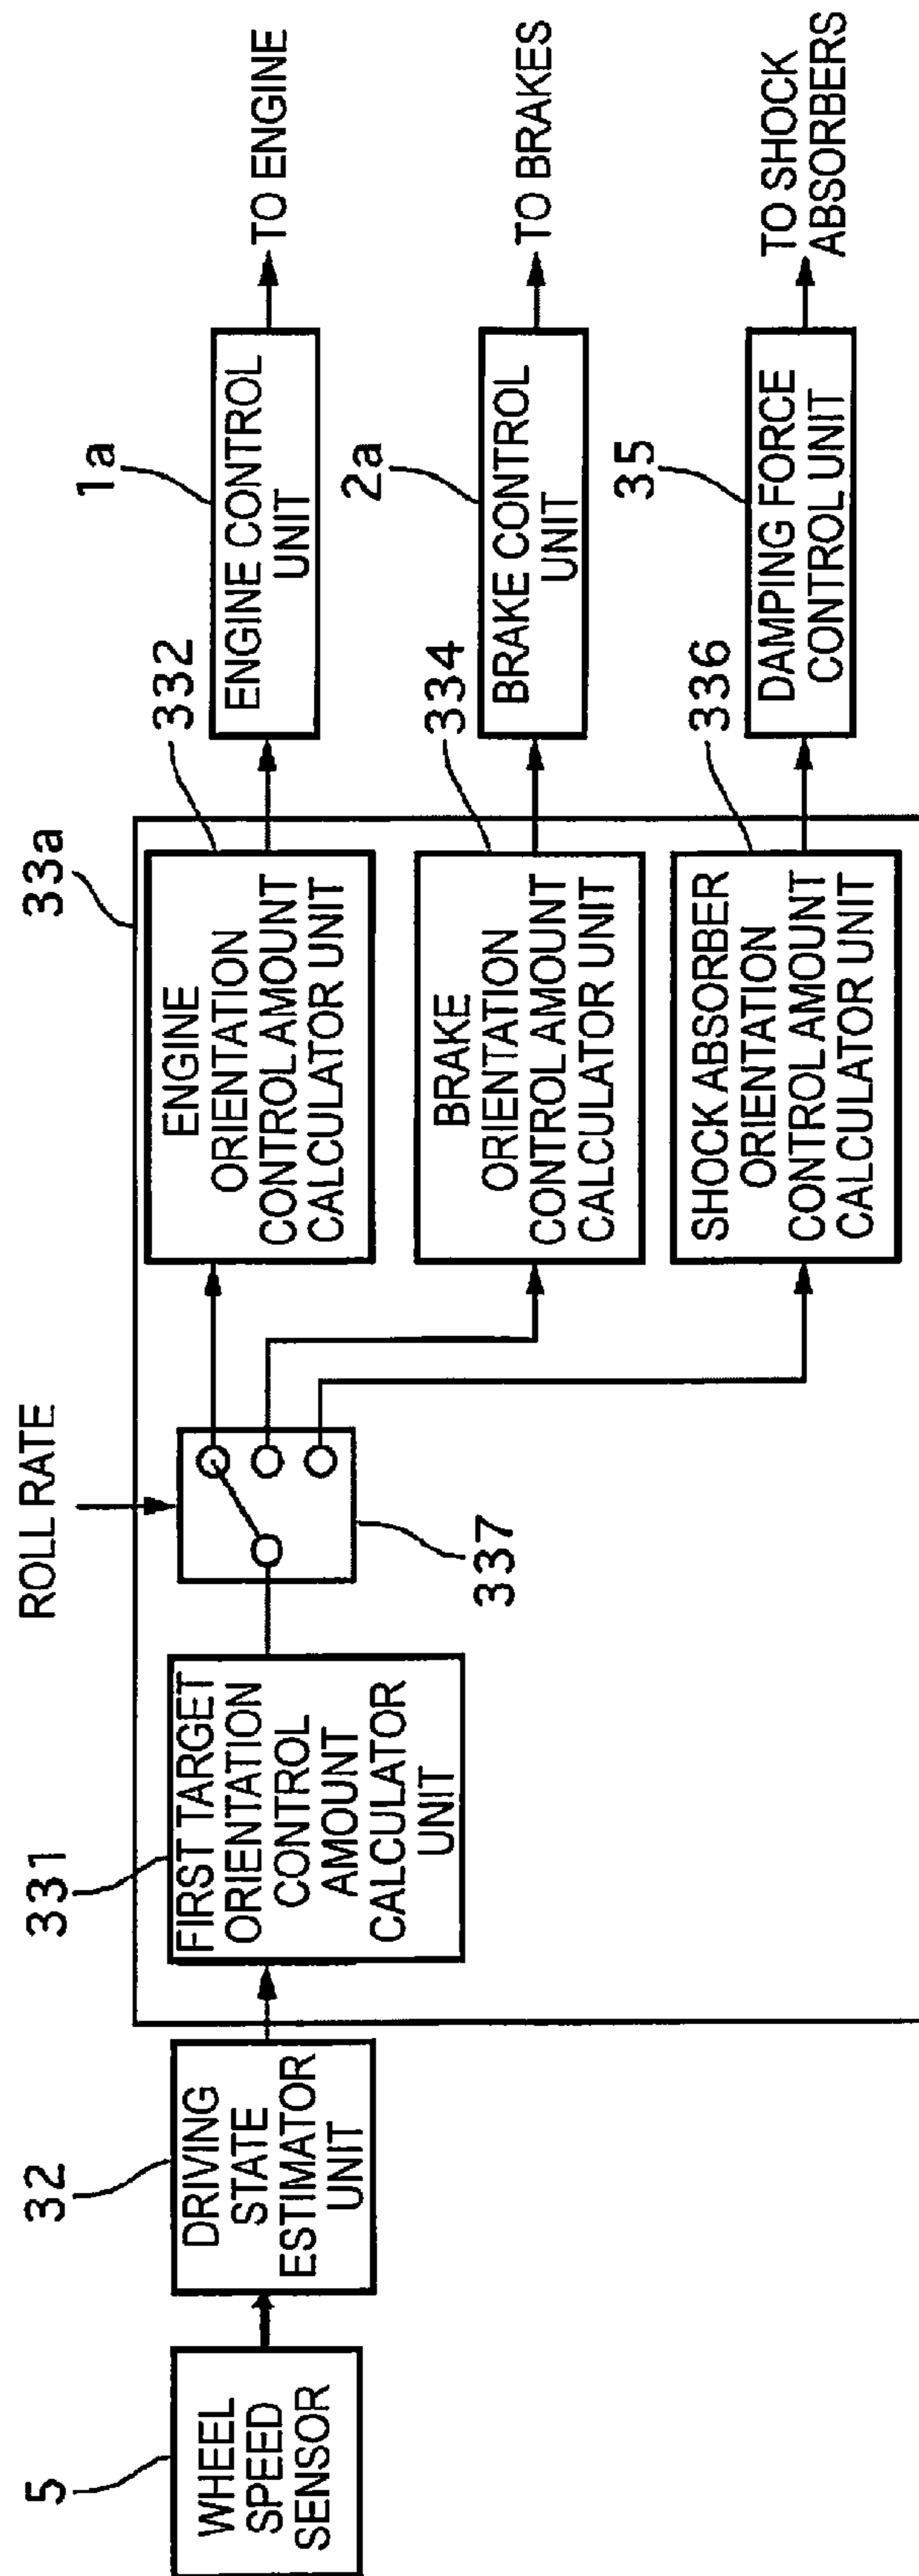 5
WHEEL
SPEED
SENSOR
32
DRIVING
STATE
ESTIMATOR
UNIT
33a
331
FIRST TARGET
ORIENTATION
CONTROL
AMOUNT
CALCULATOR
UNIT
ROLL RATE
337
332
ENGINE
ORIENTATION
CONTROL AMOUNT
CALCULATOR UNIT
334
BRAKE
ORIENTATION
CONTROL AMOUNT
CALCULATOR UNIT
336
SHOCK ABSORBER
ORIENTATION
CONTROL AMOUNT
CALCULATOR UNIT
1a
ENGINE CONTROL
UNIT
TO ENGINE
2a
BRAKE CONTROL
UNIT
TO BRAKES
35
DAMPING FORCE
CONTROL UNIT
TO SHOCK
ABSORBERS